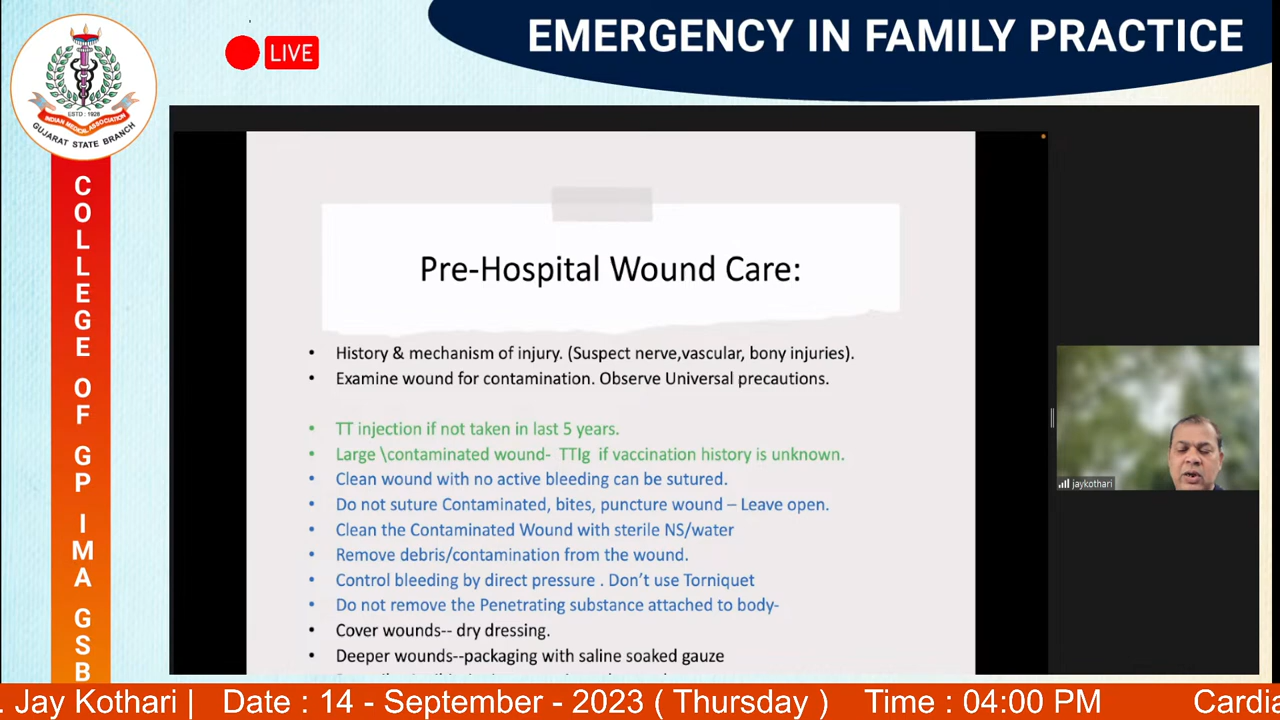 EMERGENCY IN FAMILY PRACTICE
LIVE
ESTD : 1928
INDIAN MEDICAL ASSOCIATION
GUJARAT STATE BRANCH
COLLEGE OF GP IMA GSB
Pre-Hospital Wound Care:
• History & mechanism of injury. (Suspect nerve,vascular, bony injuries).
• Examine wound for contamination. Observe Universal precautions.
• TT injection if not taken in last 5 years.
• Large \contaminated wound- TTIg if vaccination history is unknown.
• Clean wound with no active bleeding can be sutured.
• Do not suture Contaminated, bites, puncture wound – Leave open.
• Clean the Contaminated Wound with sterile NS/water
• Remove debris/contamination from the wound.
• Control bleeding by direct pressure . Don't use Torniquet
• Do not remove the Penetrating substance attached to body-
• Cover wounds-- dry dressing.
• Deeper wounds--packaging with saline soaked gauze
jaykothari
. Jay Kothari | Date : 14 - September - 2023 ( Thursday ) Time : 04:00 PM Cardia